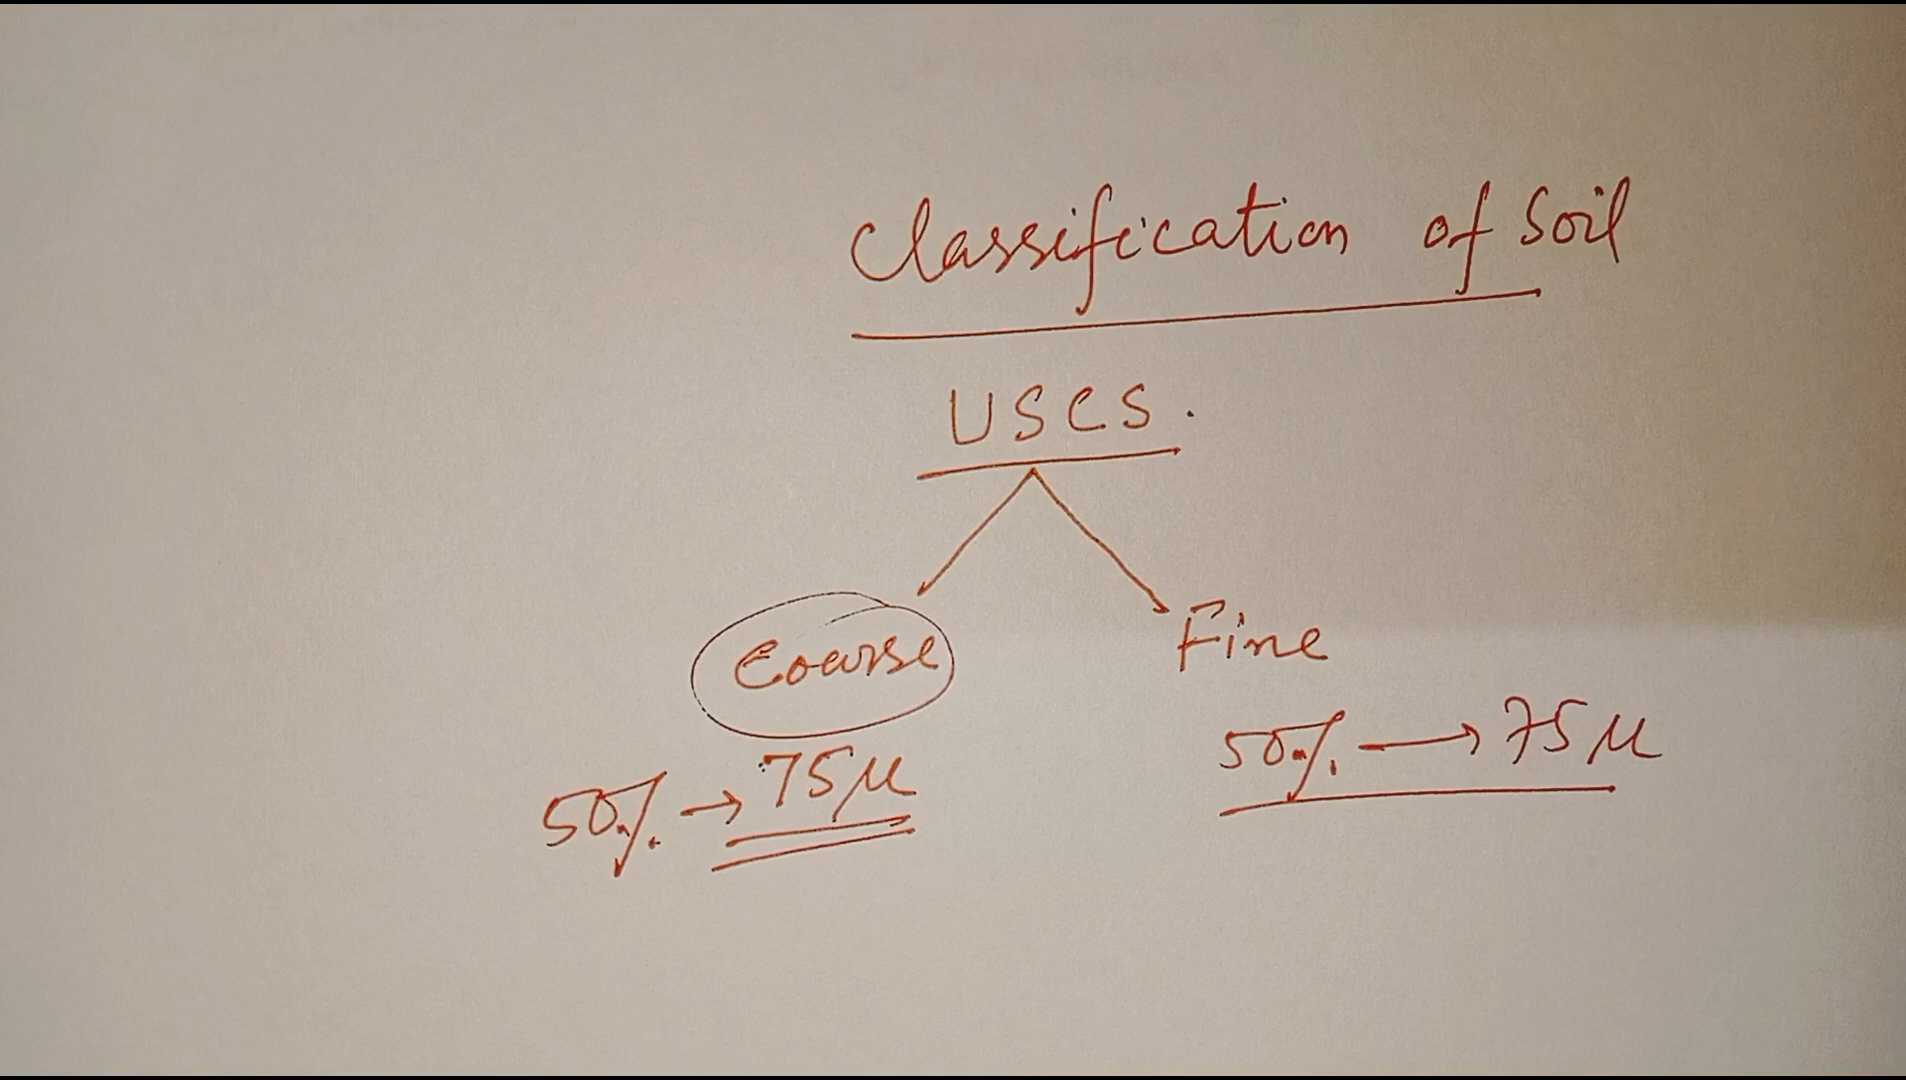 Classification of Soil
USCS.
Coarse
Fine
50% → 75μ
50% → 75μ